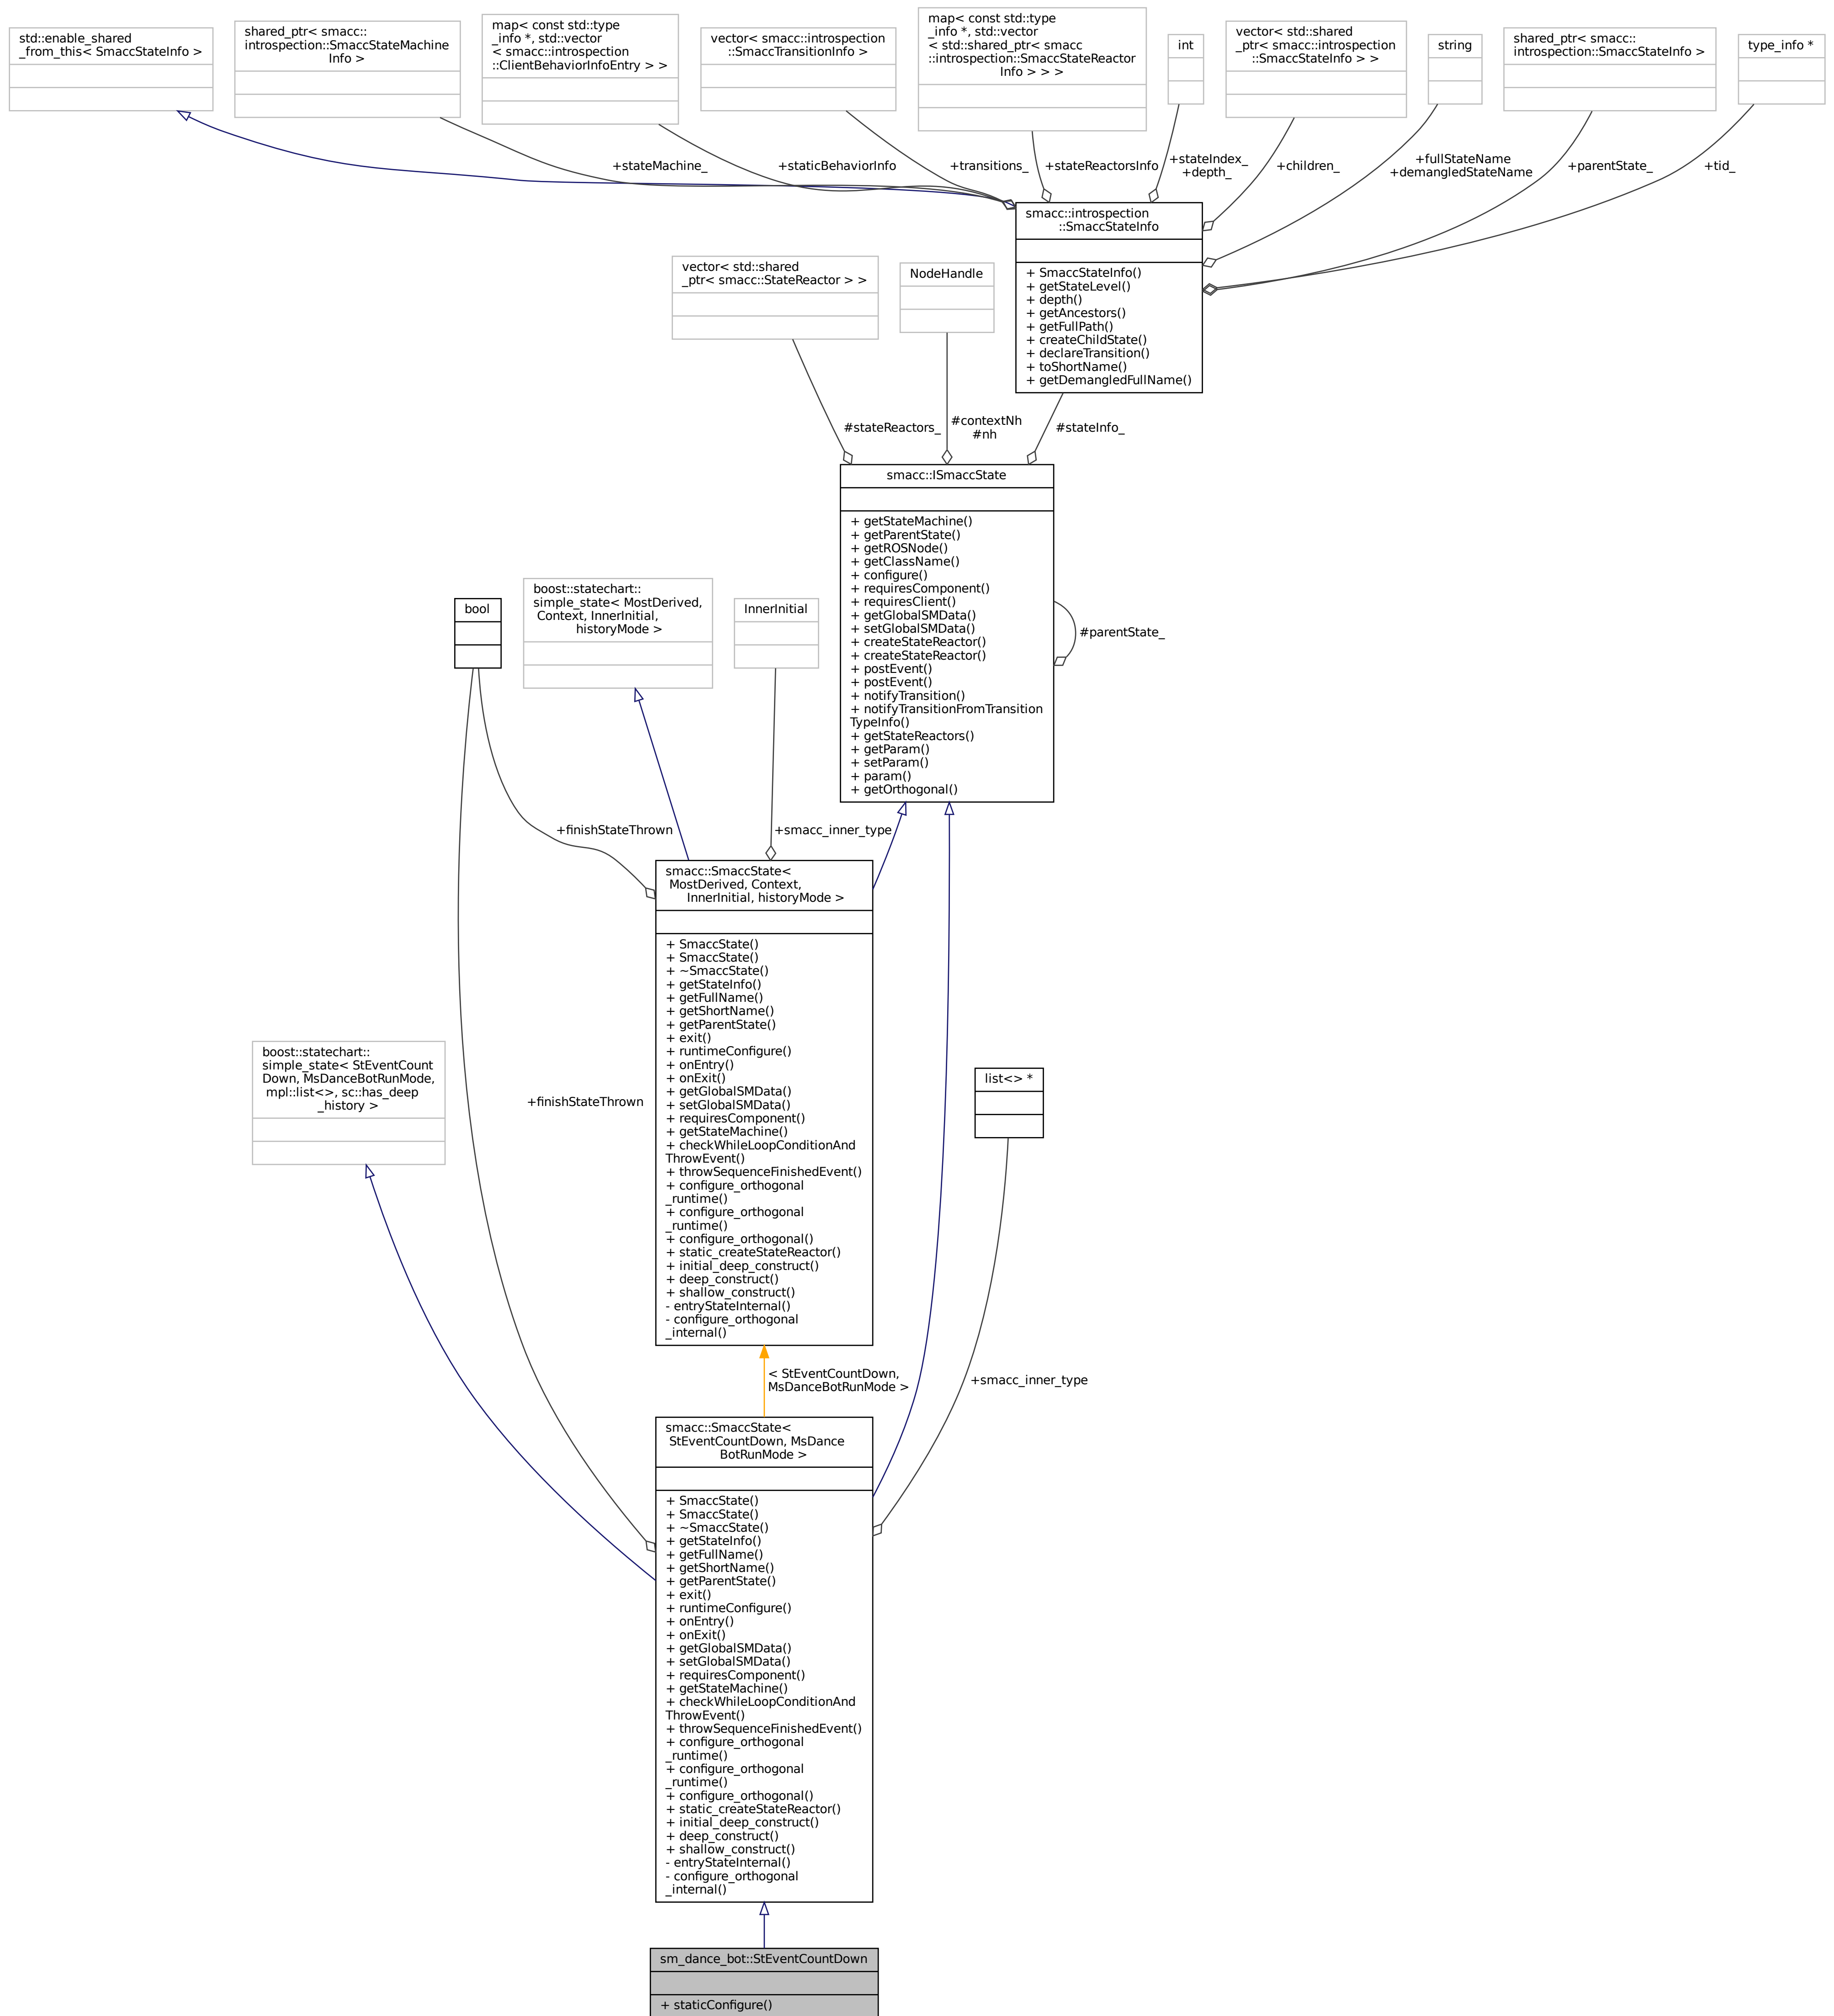 std::enable_shared
_from_this< SmaccStateInfo >
shared_ptr< smacc::
introspection::SmaccStateMachine
Info >
map< const std::type
_info *, std::vector
< smacc::introspection
::ClientBehaviorInfoEntry > >
vector< smacc::introspection
::SmaccTransitionInfo >
map< const std::type
_info *, std::vector
< std::shared_ptr< smacc
::introspection::SmaccStateReactor
Info > > >
int
vector< std::shared
_ptr< smacc::introspection
::SmaccStateInfo > >
string
shared_ptr< smacc::
introspection::SmaccStateInfo >
type_info *
+stateMachine_
+staticBehaviorInfo
+transitions_
+stateReactorsInfo
+stateIndex_
+depth_
+children_
+fullStateName
+demangledStateName
+parentState_
+tid_
smacc::introspection
::SmaccStateInfo
+ SmaccStateInfo()
+ getStateLevel()
+ depth()
+ getAncestors()
+ getFullPath()
+ createChildState()
+ declareTransition()
+ toShortName()
+ getDemangledFullName()
vector< std::shared
_ptr< smacc::StateReactor > >
NodeHandle
#stateReactors_
#contextNh
#nh
#stateInfo_
smacc::ISmaccState
+ getStateMachine()
+ getParentState()
+ getROSNode()
+ getClassName()
+ configure()
+ requiresComponent()
+ requiresClient()
+ getGlobalSMData()
+ setGlobalSMData()
+ createStateReactor()
+ createStateReactor()
+ postEvent()
+ postEvent()
+ notifyTransition()
+ notifyTransitionFromTransition
TypeInfo()
+ getStateReactors()
+ getParam()
+ setParam()
+ param()
+ getOrthogonal()
#parentState_
bool
boost::statechart::
simple_state< MostDerived,
Context, InnerInitial,
historyMode >
InnerInitial
+finishStateThrown
+smacc_inner_type
smacc::SmaccState<
MostDerived, Context,
InnerInitial, historyMode >
+ SmaccState()
+ SmaccState()
+ ~SmaccState()
+ getStateInfo()
+ getFullName()
+ getShortName()
+ getParentState()
+ exit()
+ runtimeConfigure()
+ onEntry()
+ onExit()
+ getGlobalSMData()
+ setGlobalSMData()
+ requiresComponent()
+ getStateMachine()
+ checkWhileLoopConditionAnd
ThrowEvent()
+ throwSequenceFinishedEvent()
+ configure_orthogonal
_runtime()
+ configure_orthogonal
_runtime()
+ configure_orthogonal()
+ static_createStateReactor()
+ initial_deep_construct()
+ deep_construct()
+ shallow_construct()
- entryStateInternal()
- configure_orthogonal
_internal()
boost::statechart::
simple_state< StEventCount
Down, MsDanceBotRunMode,
mpl::list<>, sc::has_deep
_history >
+finishStateThrown
list<> *
< StEventCountDown,
MsDanceBotRunMode >
+smacc_inner_type
smacc::SmaccState<
StEventCountDown, MsDance
BotRunMode >
+ SmaccState()
+ SmaccState()
+ ~SmaccState()
+ getStateInfo()
+ getFullName()
+ getShortName()
+ getParentState()
+ exit()
+ runtimeConfigure()
+ onEntry()
+ onExit()
+ getGlobalSMData()
+ setGlobalSMData()
+ requiresComponent()
+ getStateMachine()
+ checkWhileLoopConditionAnd
ThrowEvent()
+ throwSequenceFinishedEvent()
+ configure_orthogonal
_runtime()
+ configure_orthogonal
_runtime()
+ configure_orthogonal()
+ static_createStateReactor()
+ initial_deep_construct()
+ deep_construct()
+ shallow_construct()
- entryStateInternal()
- configure_orthogonal
_internal()
sm_dance_bot::StEventCountDown
+ staticConfigure()